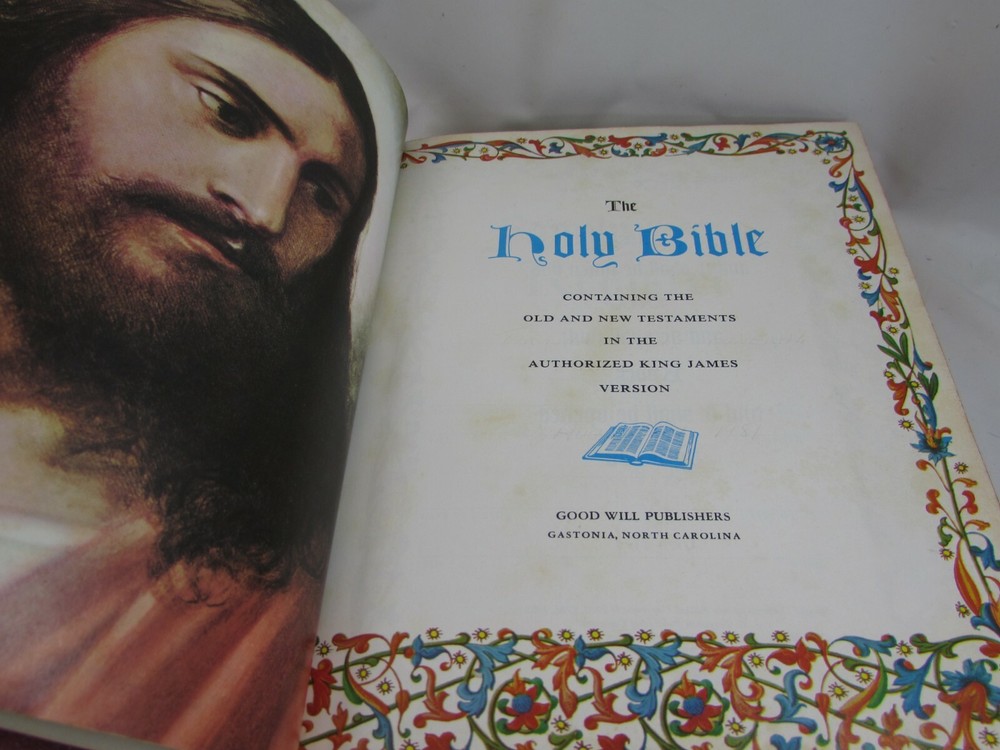 The
Holy Bible
CONTAINING THE
OLD AND NEW TESTAMENTS
IN THE
AUTHORIZED KING JAMES
VERSION
GOOD WILL PUBLISHERS
GASTONIA, NORTH CAROLINA